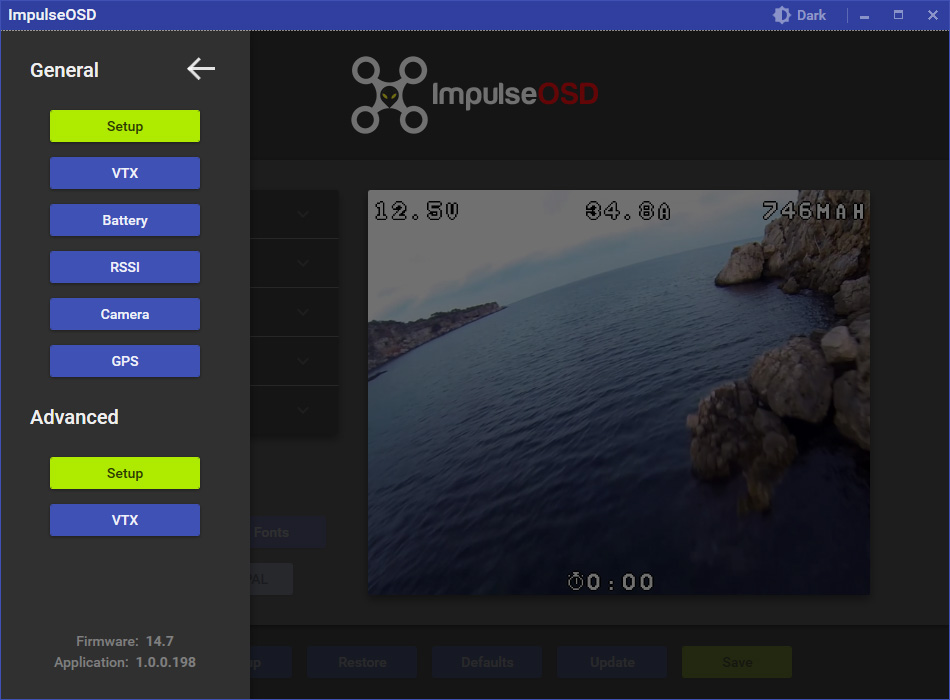 ImpulseOSD
Dark
General
Setup
VTX
Battery
RSSI
Camera
GPS
Advanced
Setup
VTX
Firmware: 14.7
Application: 1.0.0.198
ImpulseOSD
12.5V
34.8A
746MAH
0:00
Fonts
Restore
Defaults
Update
Save